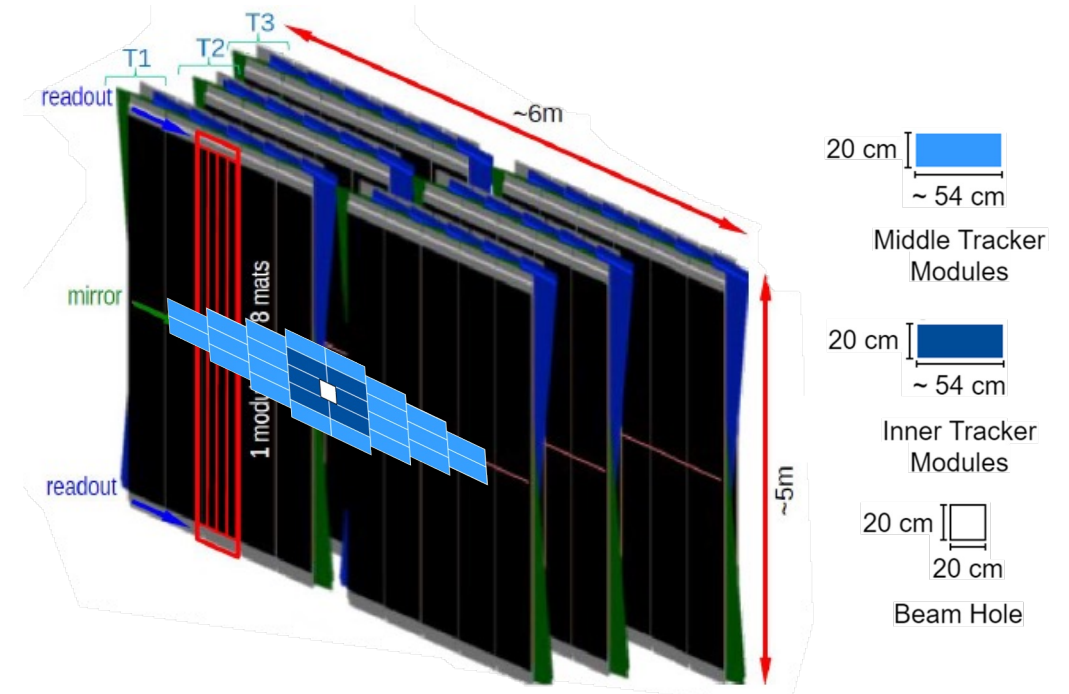 T3
T2
T1
readout
~6m
20 cm
~ 54 cm
Middle Tracker
Modules
mirror
8 mats
1 modu
20 cm
~ 54 cm
Inner Tracker
Modules
readout
~5m
20 cm
20 cm
Beam Hole